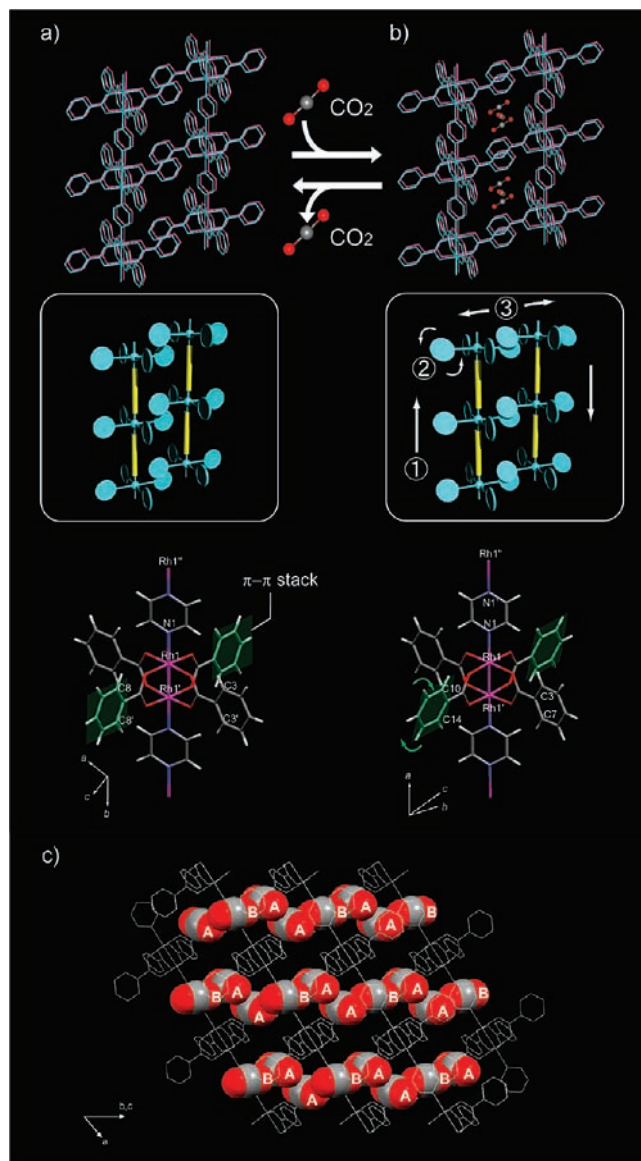 a)
b)
CO2
CO2
③
②
①
Rh1"
π–π stack
N1
Rh1
C8
C3
Rh1'
C8'
C3'
a
c
b
Rh1"
N1'
N1
Rh1
C10
C3
Rh1'
C14
C7
a
c
b
c)
A B A A B A A B
A B A A B A A B
B A A B A A B A
b,c
a